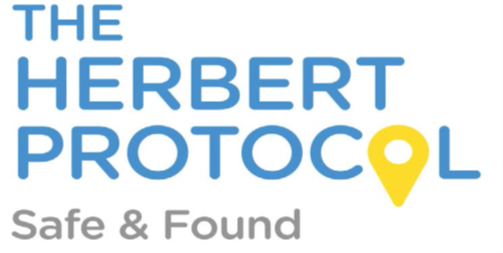 THE
HERBERT
PROTOCOL
Safe & Found